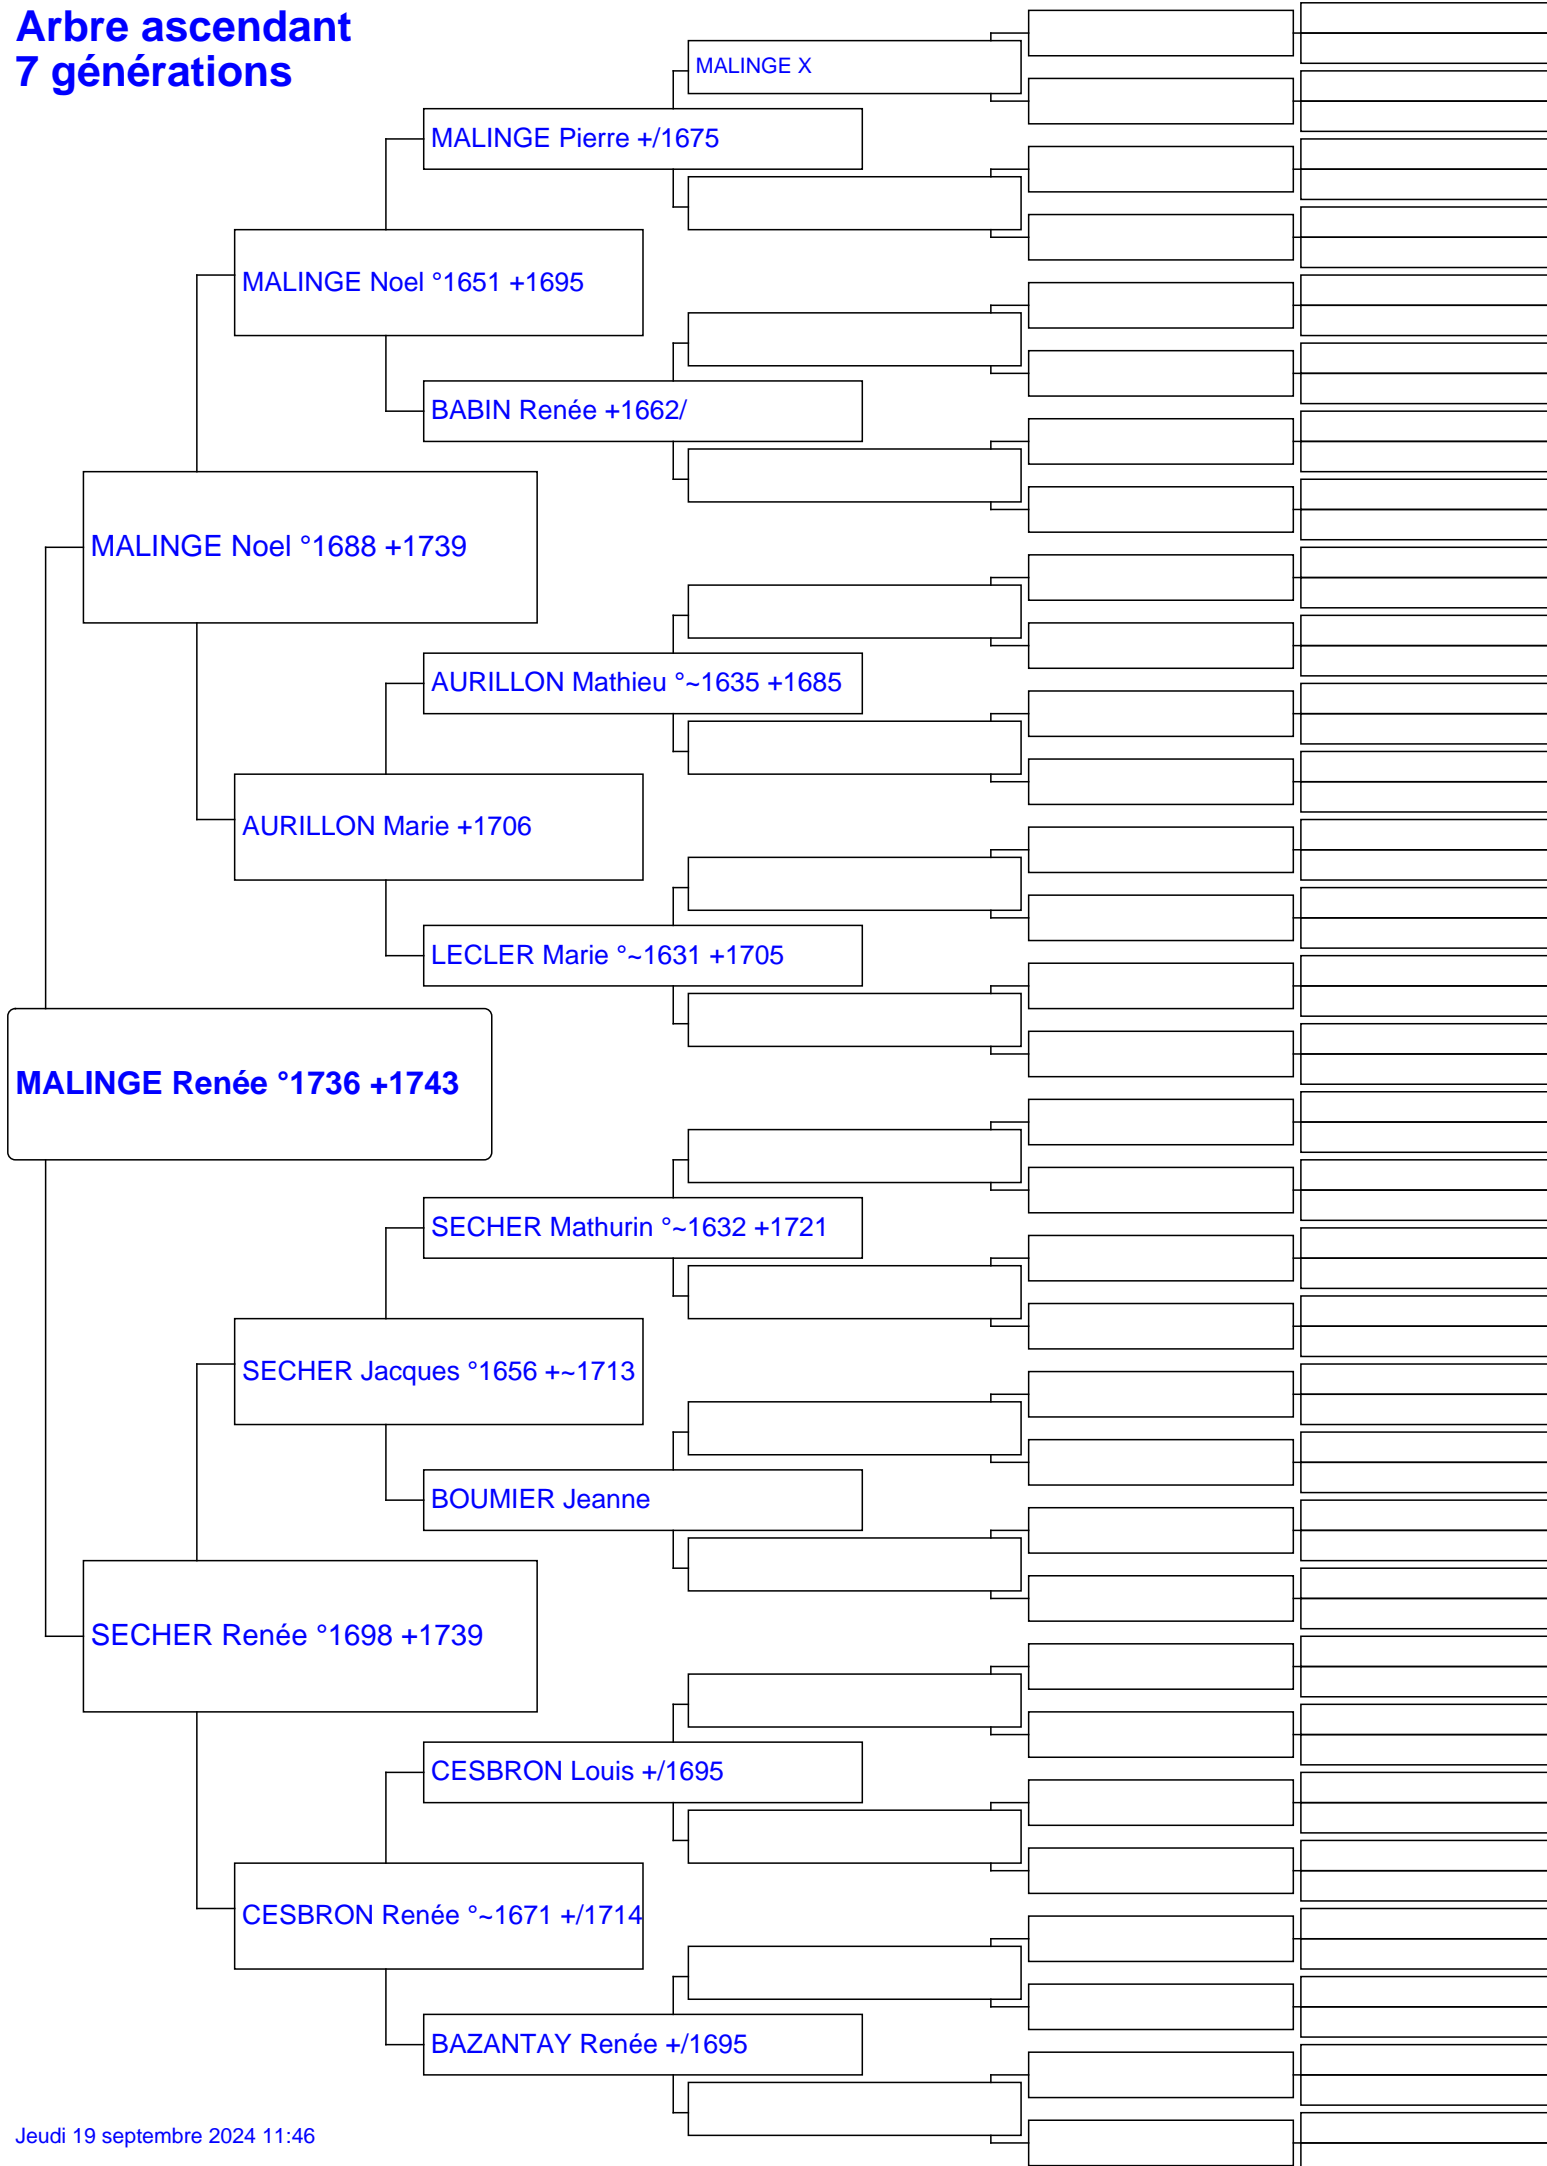 Arbre ascendant
7 générations
MALINGE X
MALINGE Pierre +/1675
MALINGE Noel °1651 +1695
BABIN Renée +1662/
MALINGE Noel °1688 +1739
AURILLON Mathieu °~1635 +1685
AURILLON Marie +1706
LECLER Marie °~1631 +1705
MALINGE Renée °1736 +1743
SECHER Mathurin °~1632 +1721
SECHER Jacques °1656 +~1713
BOUMIER Jeanne
SECHER Renée °1698 +1739
CESBRON Louis +/1695
CESBRON Renée °~1671 +/1714
BAZANTAY Renée +/1695
Jeudi 19 septembre 2024 11:46